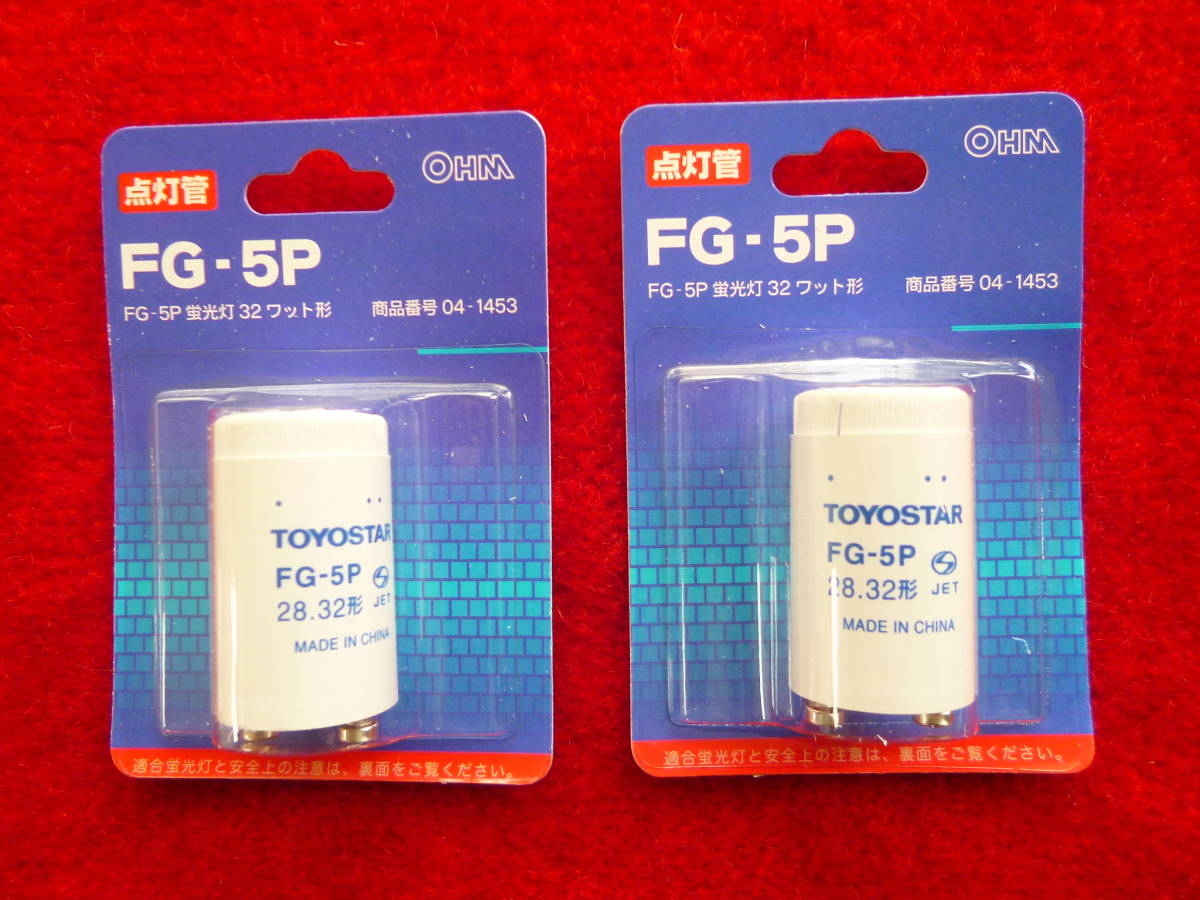 点灯管
OHM
FG-5P
FG-5P 蛍光灯 32 ワット形 商品番号 04-1453
TOYOSTAR
FG-5P
28.32形 JET
MADE IN CHINA
適合蛍光灯と安全上の注意は、裏面をご覧ください。
点灯管
OHM
FG-5P
FG-5P 蛍光灯 32 ワット形 商品番号 04-1453
TOYOSTAR
FG-5P
28.32形 JET
MADE IN CHINA
適合蛍光灯と安全上の注意は、裏面をご覧ください。